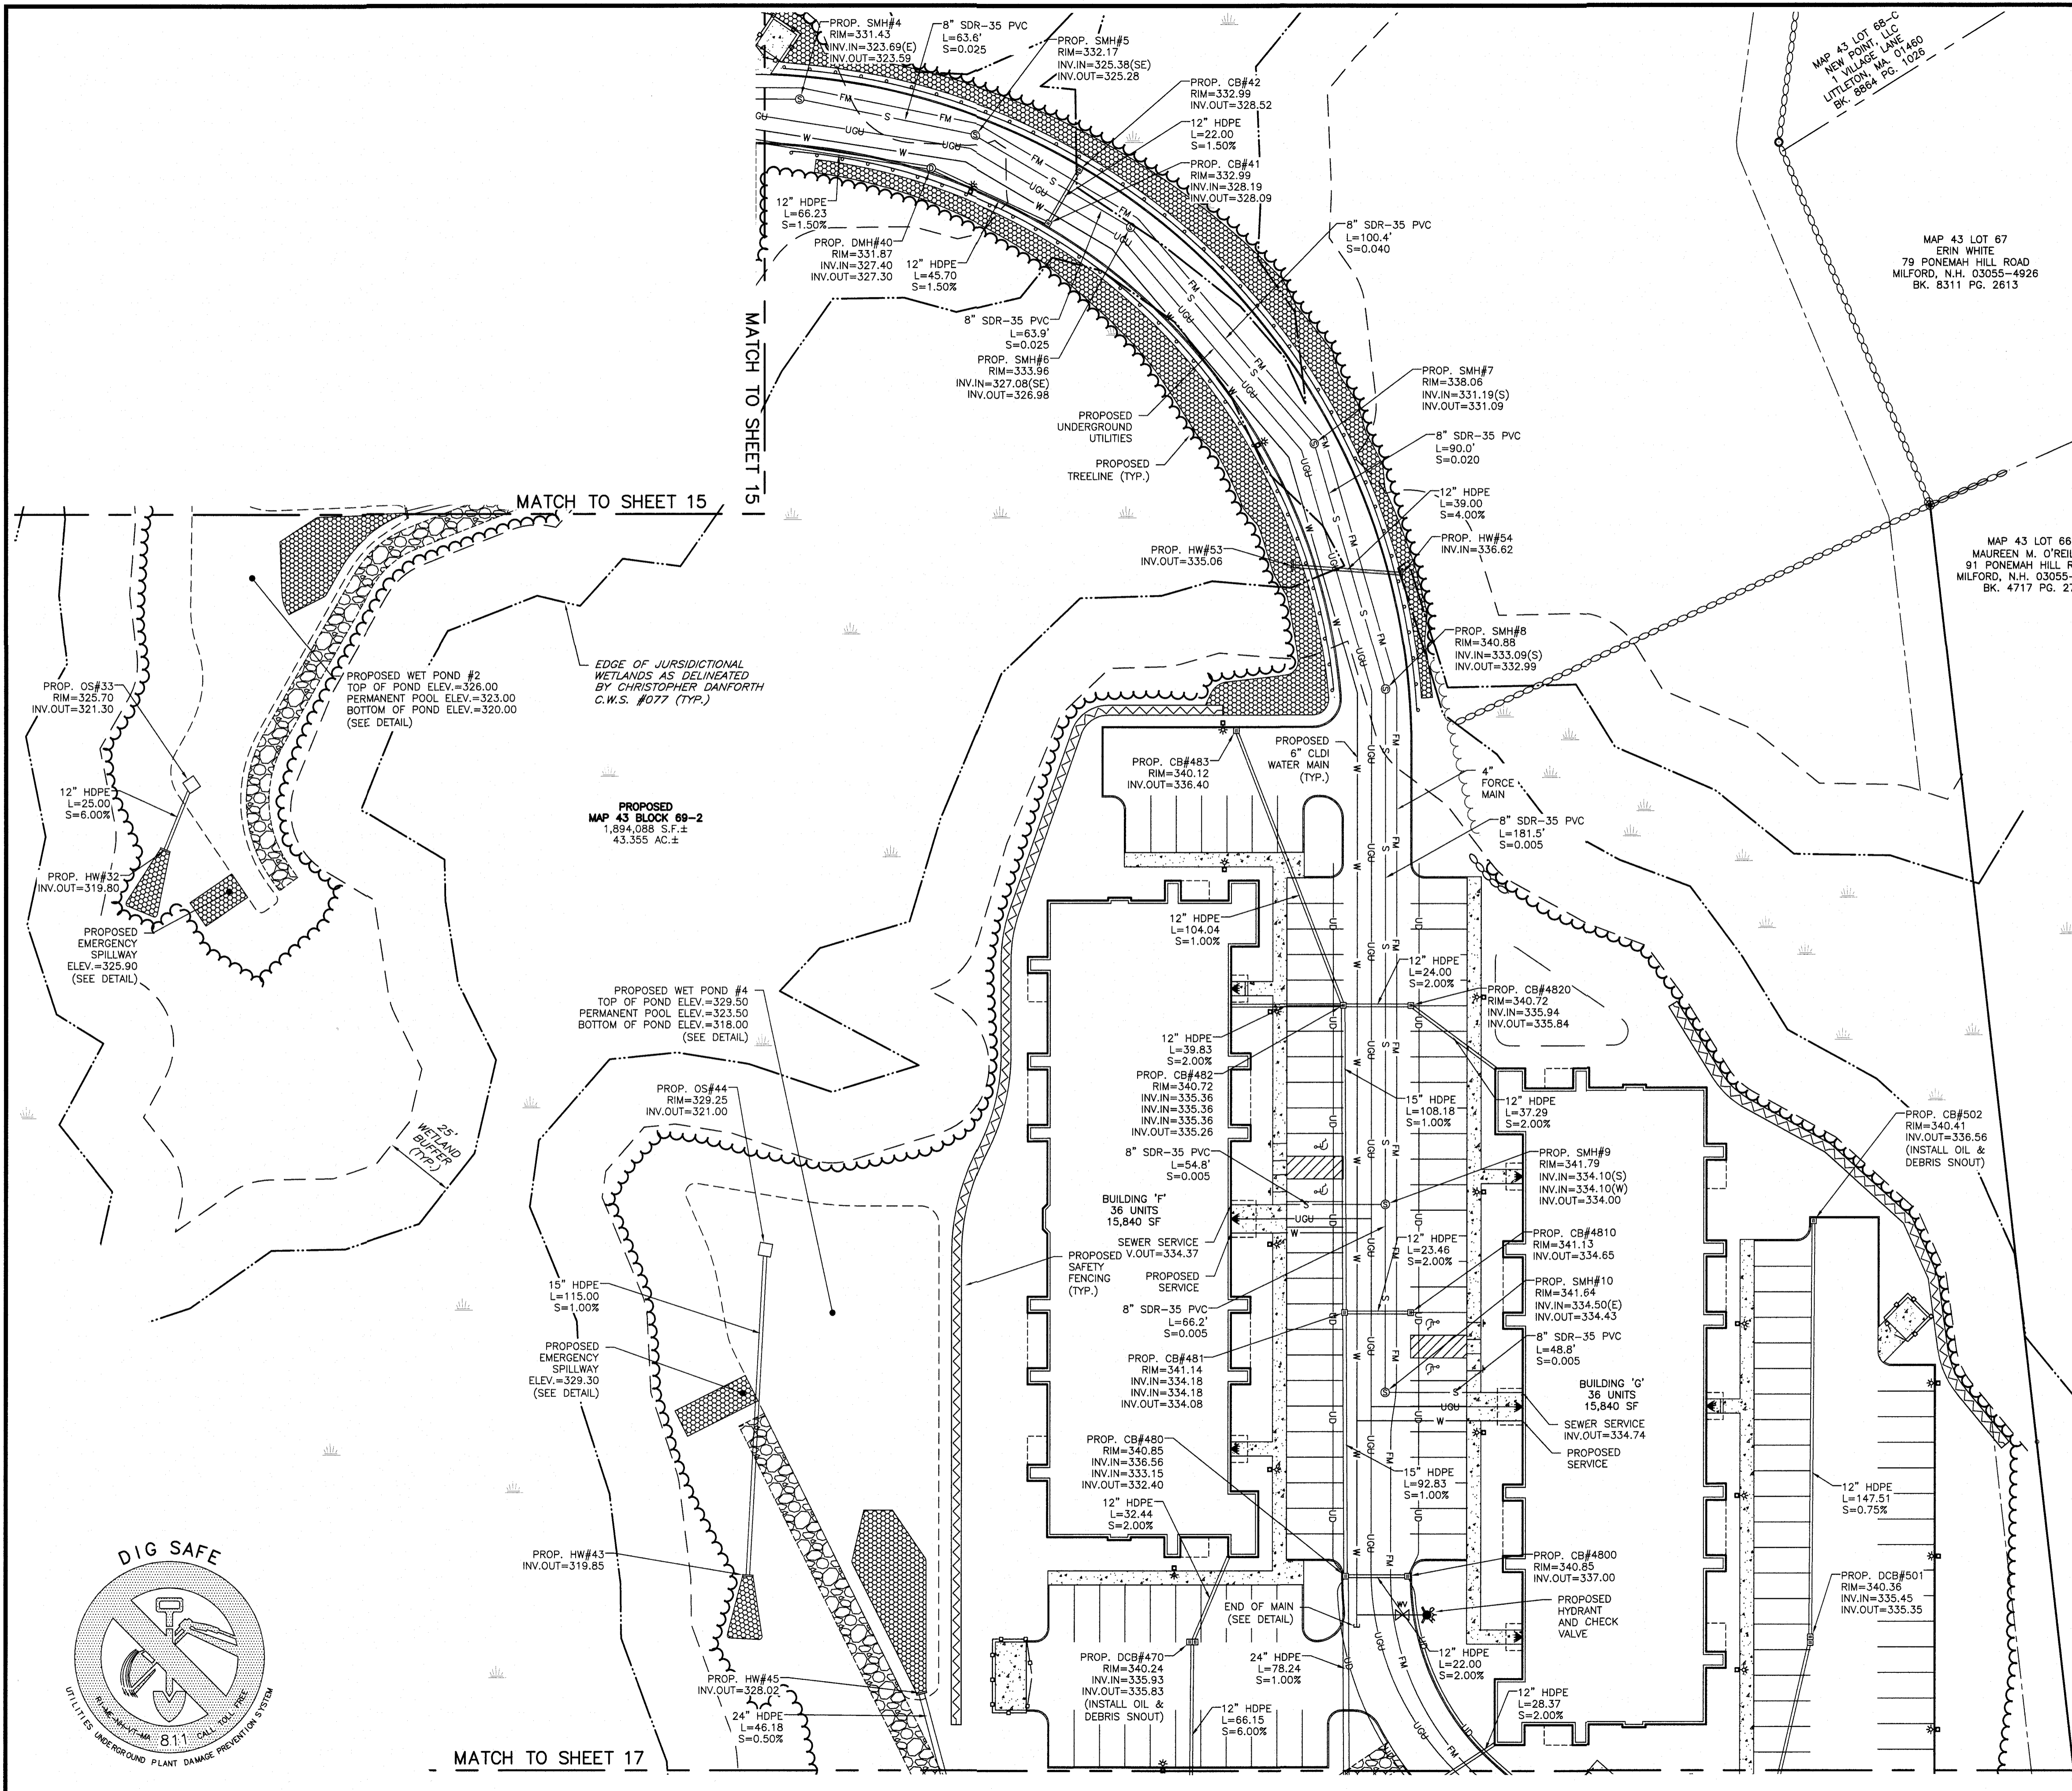 PROP. SMH#4
RIM=331.43
INV.IN=323.69(E)
INV.OUT=323.59
8" SDR-35 PVC
L=63.6'
S=0.025
PROP. SMH#5
RIM=332.17
INV.IN=325.38(SE)
INV.OUT=325.28
PROP. CB#42
RIM=332.99
INV.OUT=328.52
12" HDPE
L=22.00
S=1.50%
PROP. CB#41
RIM=332.99
INV.IN=328.19
INV.OUT=328.09
MAP 43 LOT 68-C
NEW POINT, LLC
1 VILLAGE LANE
LITTLETON, MA. 01460
BK. 8864 PG. 1026
12" HDPE
L=66.23
S=1.50%
PROP. DMH#40
RIM=331.87
INV.IN=327.40
INV.OUT=327.30
12" HDPE
L=45.70
S=1.50%
8" SDR-35 PVC
L=100.4'
S=0.040
MAP 43 LOT 67
ERIN WHITE
79 PONEMAH HILL ROAD
MILFORD, N.H. 03055-4926
BK. 8311 PG. 2613
8" SDR-35 PVC
L=63.9'
S=0.025
PROP. SMH#6
RIM=333.96
INV.IN=327.08(SE)
INV.OUT=326.98
MATCH TO SHEET 15
PROPOSED
UNDERGROUND
UTILITIES
PROPOSED
TREELINE (TYP.)
PROP. SMH#7
RIM=338.06
INV.IN=331.19(S)
INV.OUT=331.09
8" SDR-35 PVC
L=90.0'
S=0.020
12" HDPE
L=39.00
S=4.00%
PROP. HW#54
INV.IN=336.62
PROP. HW#53
INV.OUT=335.06
MATCH TO SHEET 15
MAP 43 LOT 66
MAUREEN M. O'REIL
91 PONEMAH HILL R
MILFORD, N.H. 03055-
BK. 4717 PG. 27
PROP. SMH#8
RIM=340.88
INV.IN=333.09(S)
INV.OUT=332.99
EDGE OF JURSIDICTIONAL
WETLANDS AS DELINEATED
BY CHRISTOPHER DANFORTH
C.W.S. #077 (TYP.)
PROPOSED WET POND #2
TOP OF POND ELEV.=326.00
PERMANENT POOL ELEV.=323.00
BOTTOM OF POND ELEV.=320.00
(SEE DETAIL)
PROP. OS#33
RIM=325.70
INV.OUT=321.30
12" HDPE
L=25.00
S=6.00%
PROP. HW#32
INV.OUT=319.80
PROPOSED
EMERGENCY
SPILLWAY
ELEV.=325.90
(SEE DETAIL)
PROPOSED
MAP 43 BLOCK 69-2
1,894,088 S.F.±
43.355 AC.±
PROP. CB#483
RIM=340.12
INV.OUT=336.40
PROPOSED
6" CLDI
WATER MAIN
(TYP.)
4"
FORCE
MAIN
8" SDR-35 PVC
L=181.5'
S=0.005
12" HDPE
L=104.04
S=1.00%
12" HDPE
L=24.00
S=2.00%
PROP. CB#4820
RIM=340.72
INV.IN=335.94
INV.OUT=335.84
PROPOSED WET POND #4
TOP OF POND ELEV.=329.50
PERMANENT POOL ELEV.=323.50
BOTTOM OF POND ELEV.=318.00
(SEE DETAIL)
12" HDPE
L=39.83
S=2.00%
PROP. CB#482
RIM=340.72
INV.IN=335.36
INV.IN=335.36
INV.IN=335.36
INV.OUT=335.26
15" HDPE
L=108.18
S=1.00%
12" HDPE
L=37.29
S=2.00%
PROP. CB#502
RIM=340.41
INV.OUT=336.56
(INSTALL OIL &
DEBRIS SNOUT)
PROP. OS#44
RIM=329.25
INV.OUT=321.00
25'
WETLAND
BUFFER
(TYP.)
8" SDR-35 PVC
L=54.8'
S=0.005
PROP. SMH#9
RIM=341.79
INV.IN=334.10(S)
INV.IN=334.10(W)
INV.OUT=334.00
BUILDING 'F'
36 UNITS
15,840 SF
SEWER SERVICE
V.OUT=334.37
PROPOSED
SAFETY
FENCING
(TYP.)
PROPOSED
SERVICE
12" HDPE
L=23.46
S=2.00%
PROP. CB#4810
RIM=341.13
INV.OUT=334.65
PROP. SMH#10
RIM=341.64
INV.IN=334.50(E)
INV.OUT=334.43
15" HDPE
L=115.00
S=1.00%
8" SDR-35 PVC
L=66.2'
S=0.005
8" SDR-35 PVC
L=48.8'
S=0.005
PROPOSED
EMERGENCY
SPILLWAY
ELEV.=329.30
(SEE DETAIL)
PROP. CB#481
RIM=341.14
INV.IN=334.18
INV.IN=334.18
INV.OUT=334.08
BUILDING 'G'
36 UNITS
15,840 SF
SEWER SERVICE
INV.OUT=334.74
PROPOSED
SERVICE
PROP. CB#480
RIM=340.85
INV.IN=336.56
INV.IN=333.15
INV.OUT=332.40
15" HDPE
L=92.83
S=1.00%
12" HDPE
L=32.44
S=2.00%
12" HDPE
L=147.51
S=0.75%
PROP. HW#43
INV.OUT=319.85
PROP. CB#4800
RIM=340.85
INV.OUT=337.00
PROP. DCB#501
RIM=340.36
INV.IN=335.45
INV.OUT=335.35
END OF MAIN
(SEE DETAIL)
WV
PROPOSED
HYDRANT
AND CHECK
VALVE
PROP. DCB#470
RIM=340.24
INV.IN=335.93
INV.OUT=335.83
(INSTALL OIL &
DEBRIS SNOUT)
24" HDPE
L=78.24
S=1.00%
12" HDPE
L=22.00
S=2.00%
PROP. HW#45
INV.OUT=328.02
24" HDPE
L=46.18
S=0.50%
12" HDPE
L=66.15
S=6.00%
12" HDPE
L=28.37
S=2.00%
DIG SAFE
RI-ME-NH-VT-MA 811 CALL TOLL FREE
UTILITIES UNDERGROUND PLANT DAMAGE PREVENTION SYSTEM
MATCH TO SHEET 17